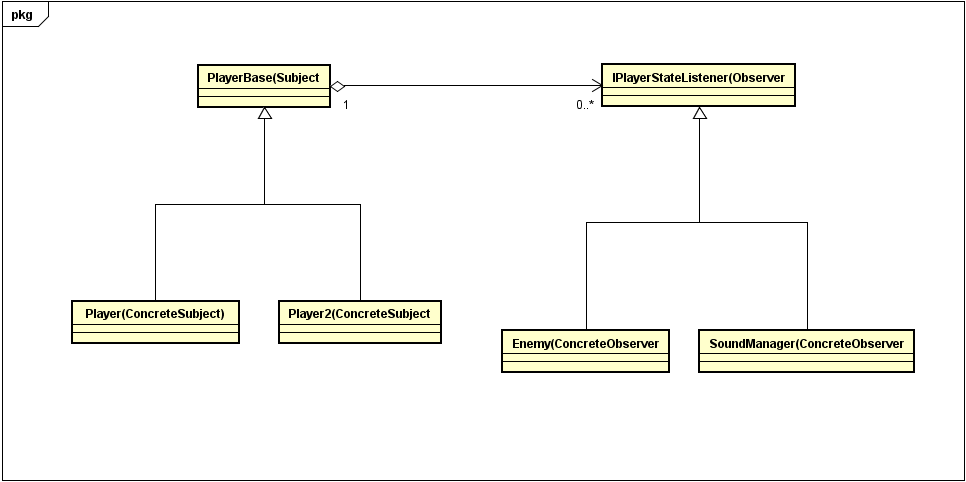 pkg
PlayerBase(Subject
IPlayerStateListener(Observer
1
0..*
Player(ConcreteSubject)
Player2(ConcreteSubject
Enemy(ConcreteObserver
SoundManager(ConcreteObserver